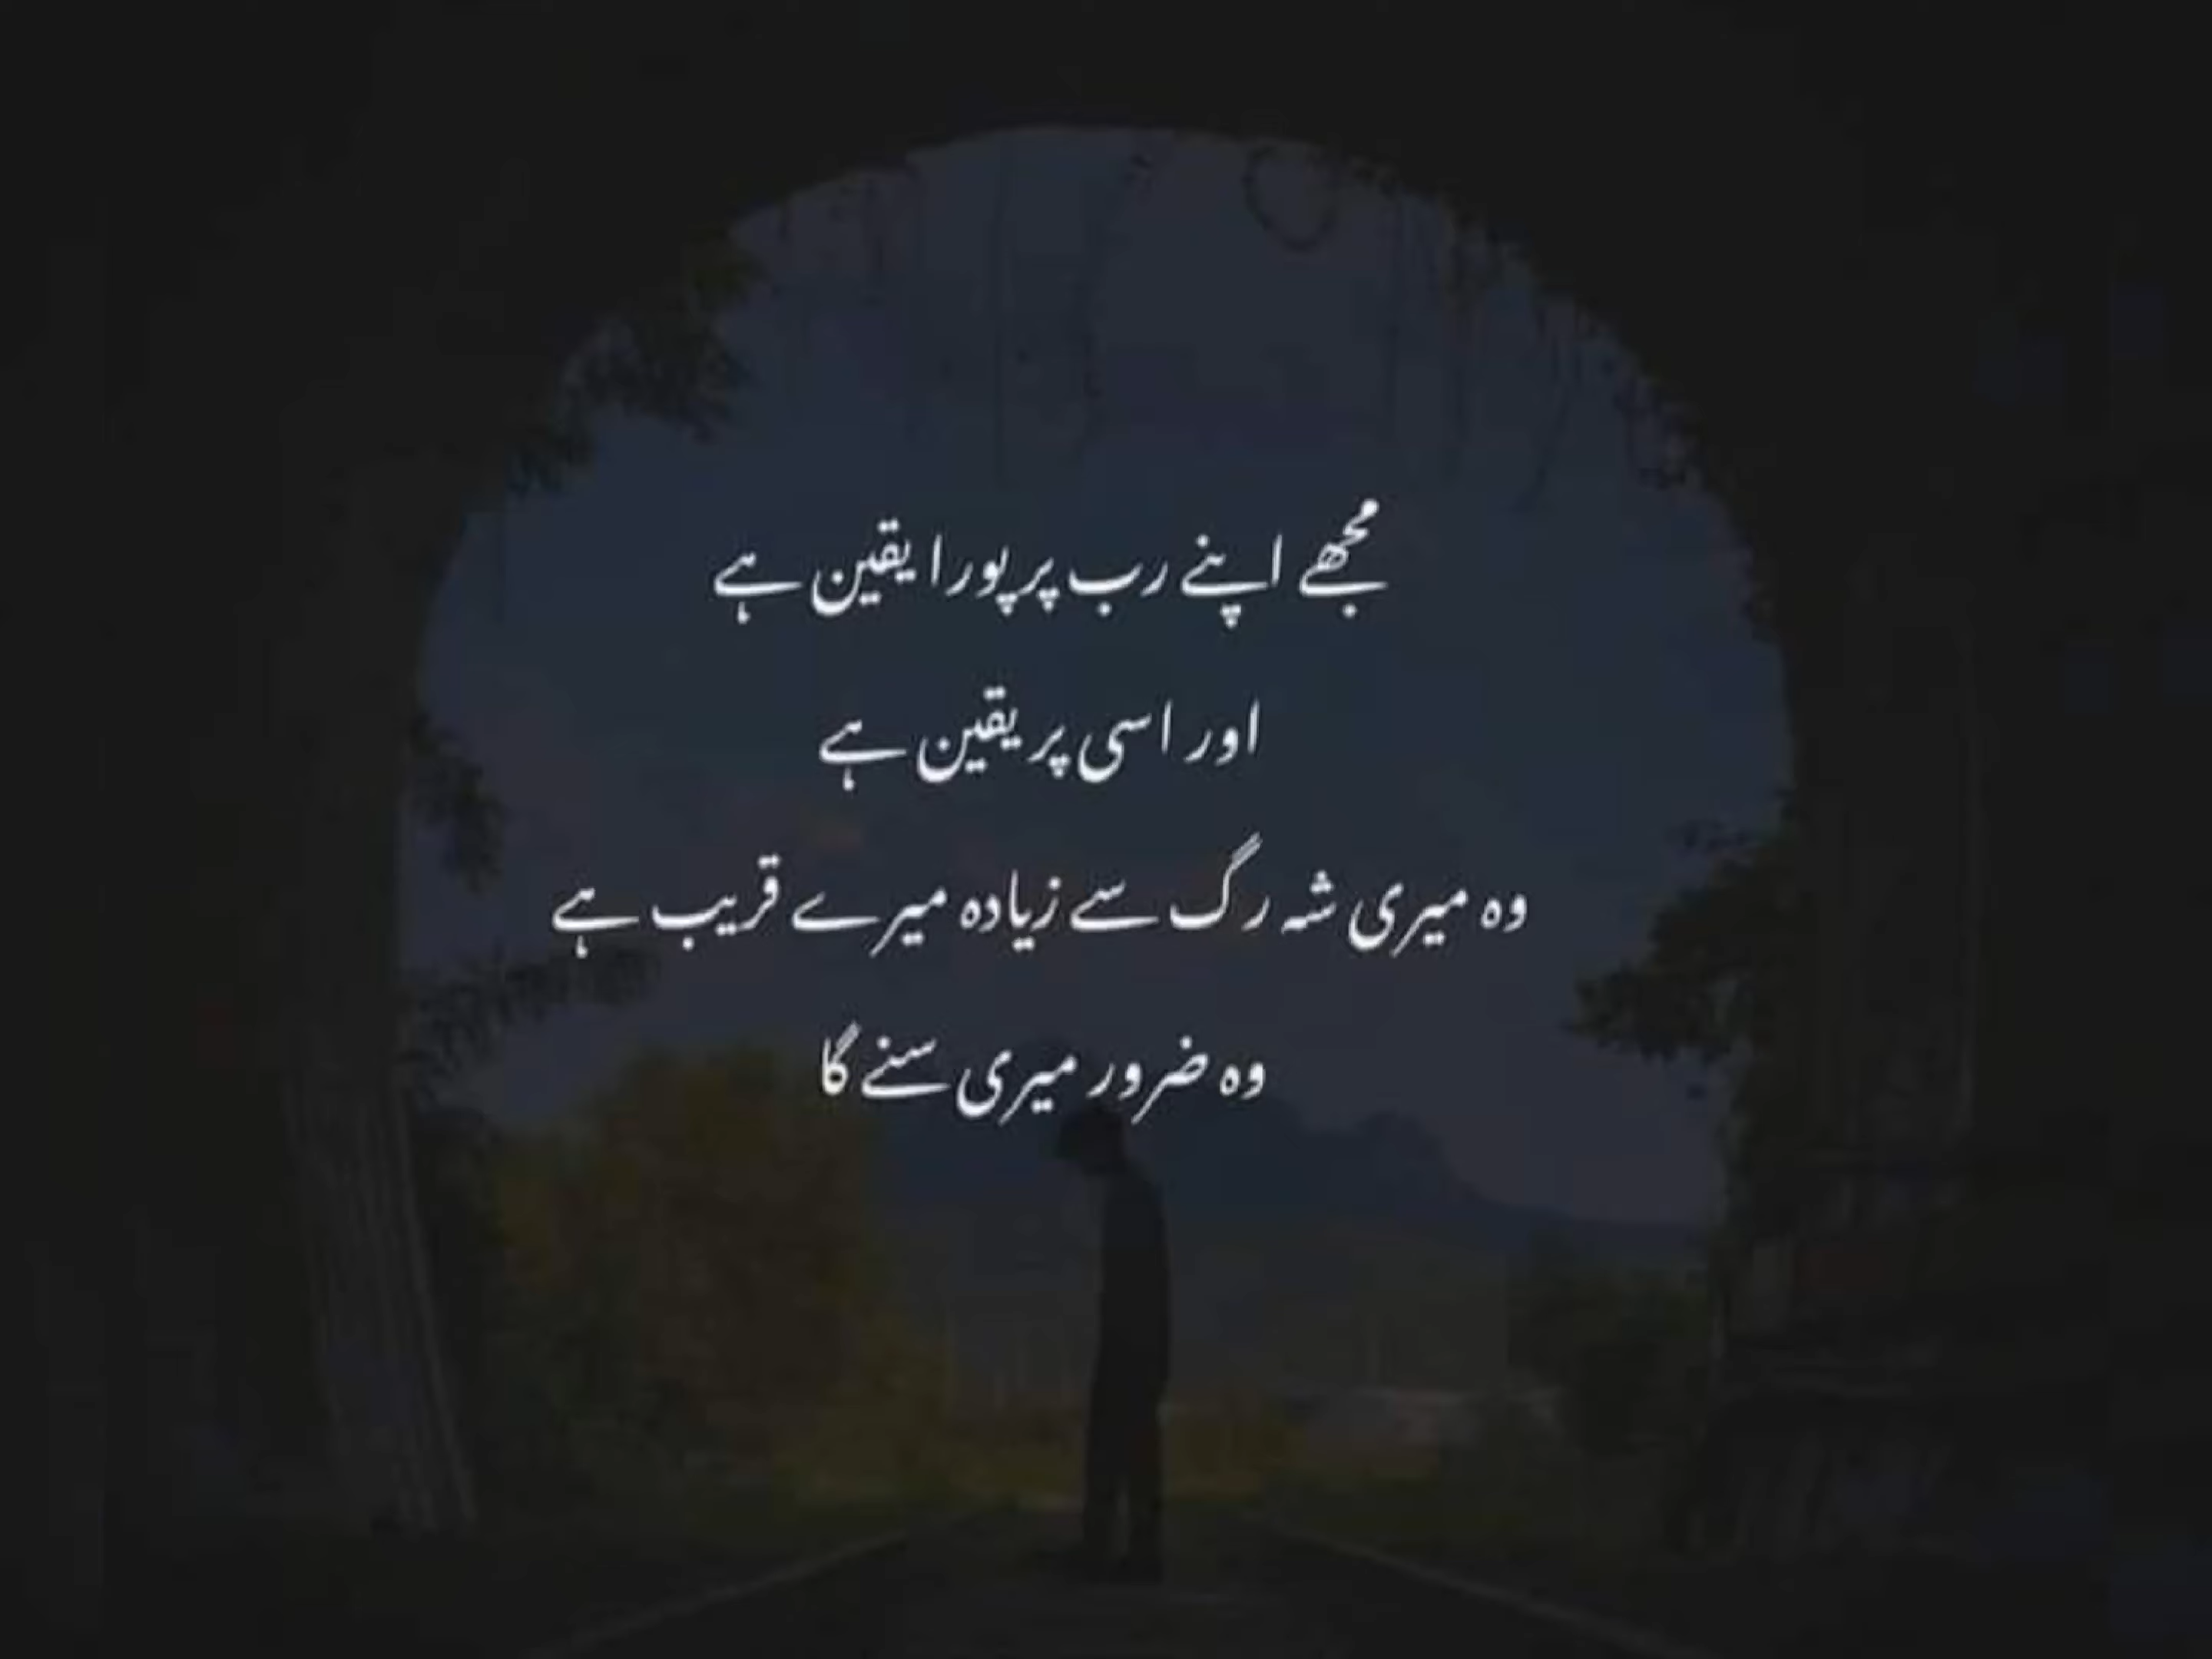 مجھے اپنے رب پر پورا یقین ہے
اور اسی پر یقین ہے
وہ میری شہ رگ سے زیادہ میرے قریب ہے
وہ ضرور میری سنے گا